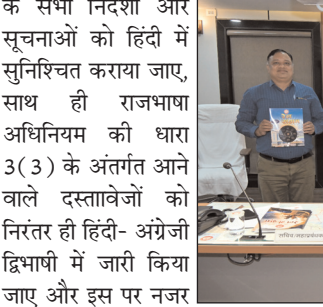 के सभी निर्देशों और
सूचनाओं को हिंदी में
सुनिश्चित कराया जाए,
साथ ही राजभाषा
अधिनियम की धारा
3(3) के अंतर्गत आने
वाले दस्तााावेजों को
निरंतर ही हिंदी- अंग्रेजी
द्विभाषी में जारी किया
जाए और इस पर नजर